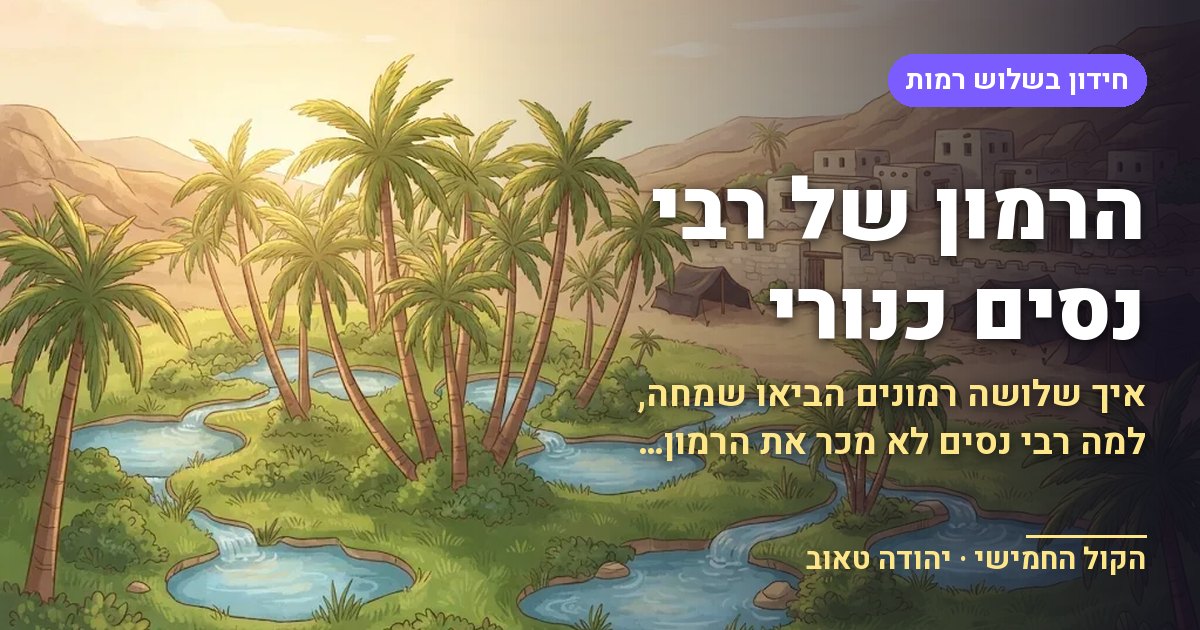 חידון בשלוש רמות
הרמון של רבי
נסים כנורי
איך שלושה רמונים הביאו שמחה,
למה רבי נסים לא מכר את הרמון...
הקול החמישי · יהודה טאוב